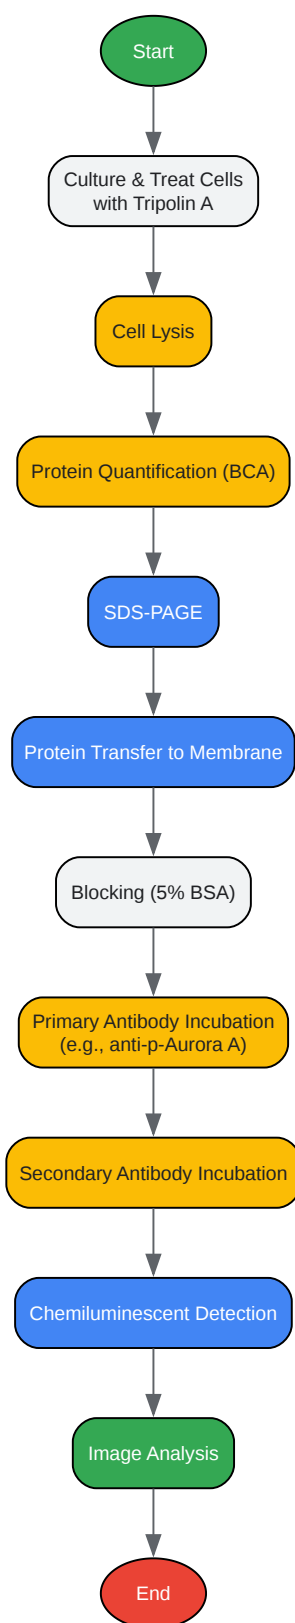 Start
Culture & Treat Cells
with Tripolin A
Cell Lysis
Protein Quantification (BCA)
SDS-PAGE
Protein Transfer to Membrane
Blocking (5% BSA)
Primary Antibody Incubation
(e.g., anti-p-Aurora A)
Secondary Antibody Incubation
Chemiluminescent Detection
Image Analysis
End